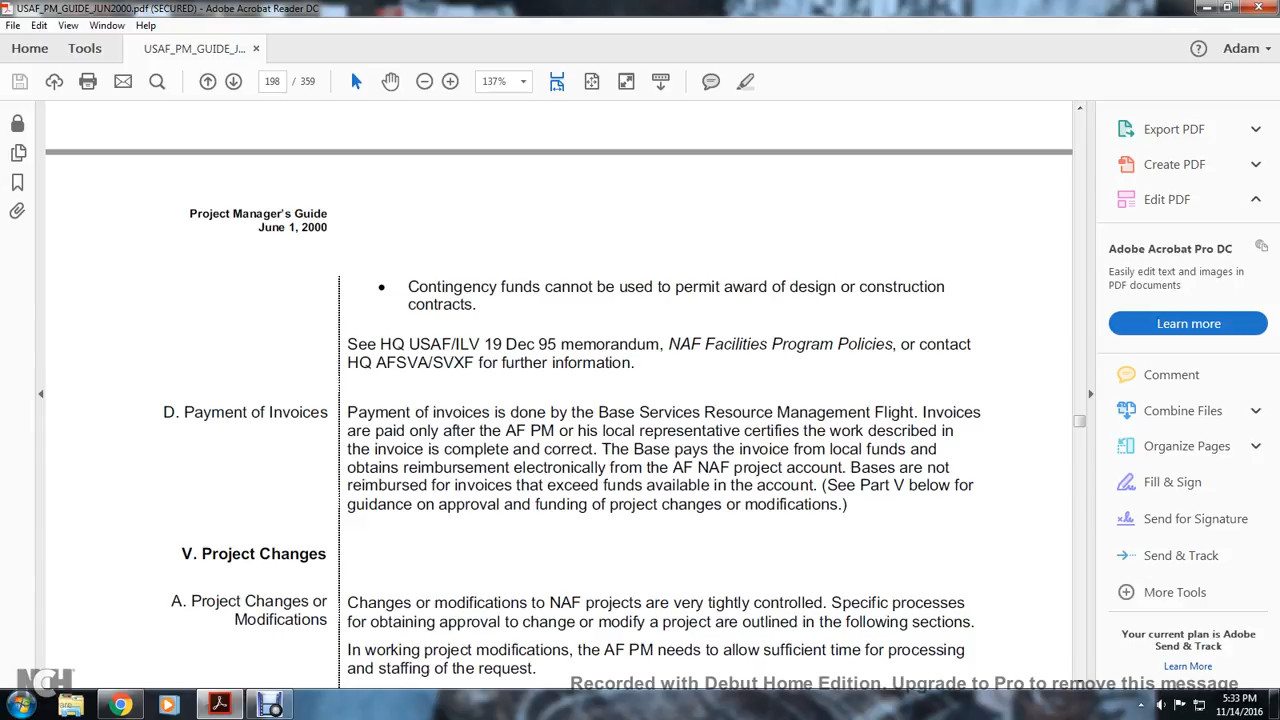 USAF_PM_GUIDE_JUN2000.pdf (SECURED) - Adobe Acrobat Reader DC
File Edit View Window Help
Home Tools USAF_PM_GUIDE_J... × Adam
198 / 359 137%
Project Manager's Guide
June 1, 2000
• Contingency funds cannot be used to permit award of design or construction
contracts.
See HQ USAF/ILV 19 Dec 95 memorandum, NAF Facilities Program Policies, or contact
HQ AFSVA/SVXF for further information.
D. Payment of Invoices
Payment of invoices is done by the Base Services Resource Management Flight. Invoices
are paid only after the AF PM or his local representative certifies the work described in
the invoice is complete and correct. The Base pays the invoice from local funds and
obtains reimbursement electronically from the AF NAF project account. Bases are not
reimbursed for invoices that exceed funds available in the account. (See Part V below for
guidance on approval and funding of project changes or modifications.)
V. Project Changes
A. Project Changes or
Modifications
Changes or modifications to NAF projects are very tightly controlled. Specific processes
for obtaining approval to change or modify a project are outlined in the following sections.
In working project modifications, the AF PM needs to allow sufficient time for processing
and staffing of the request.
Export PDF
Create PDF
Edit PDF
Adobe Acrobat Pro DC
Easily edit text and images in
PDF documents
Learn more
Comment
Combine Files
Organize Pages
Fill & Sign
Send for Signature
Send & Track
More Tools
Your current plan is Adobe
Send & Track
Learn More
NCH
Recorded with Debut Home Edition. Upgrade to Pro to remove this message
5:33 PM
11/14/2016